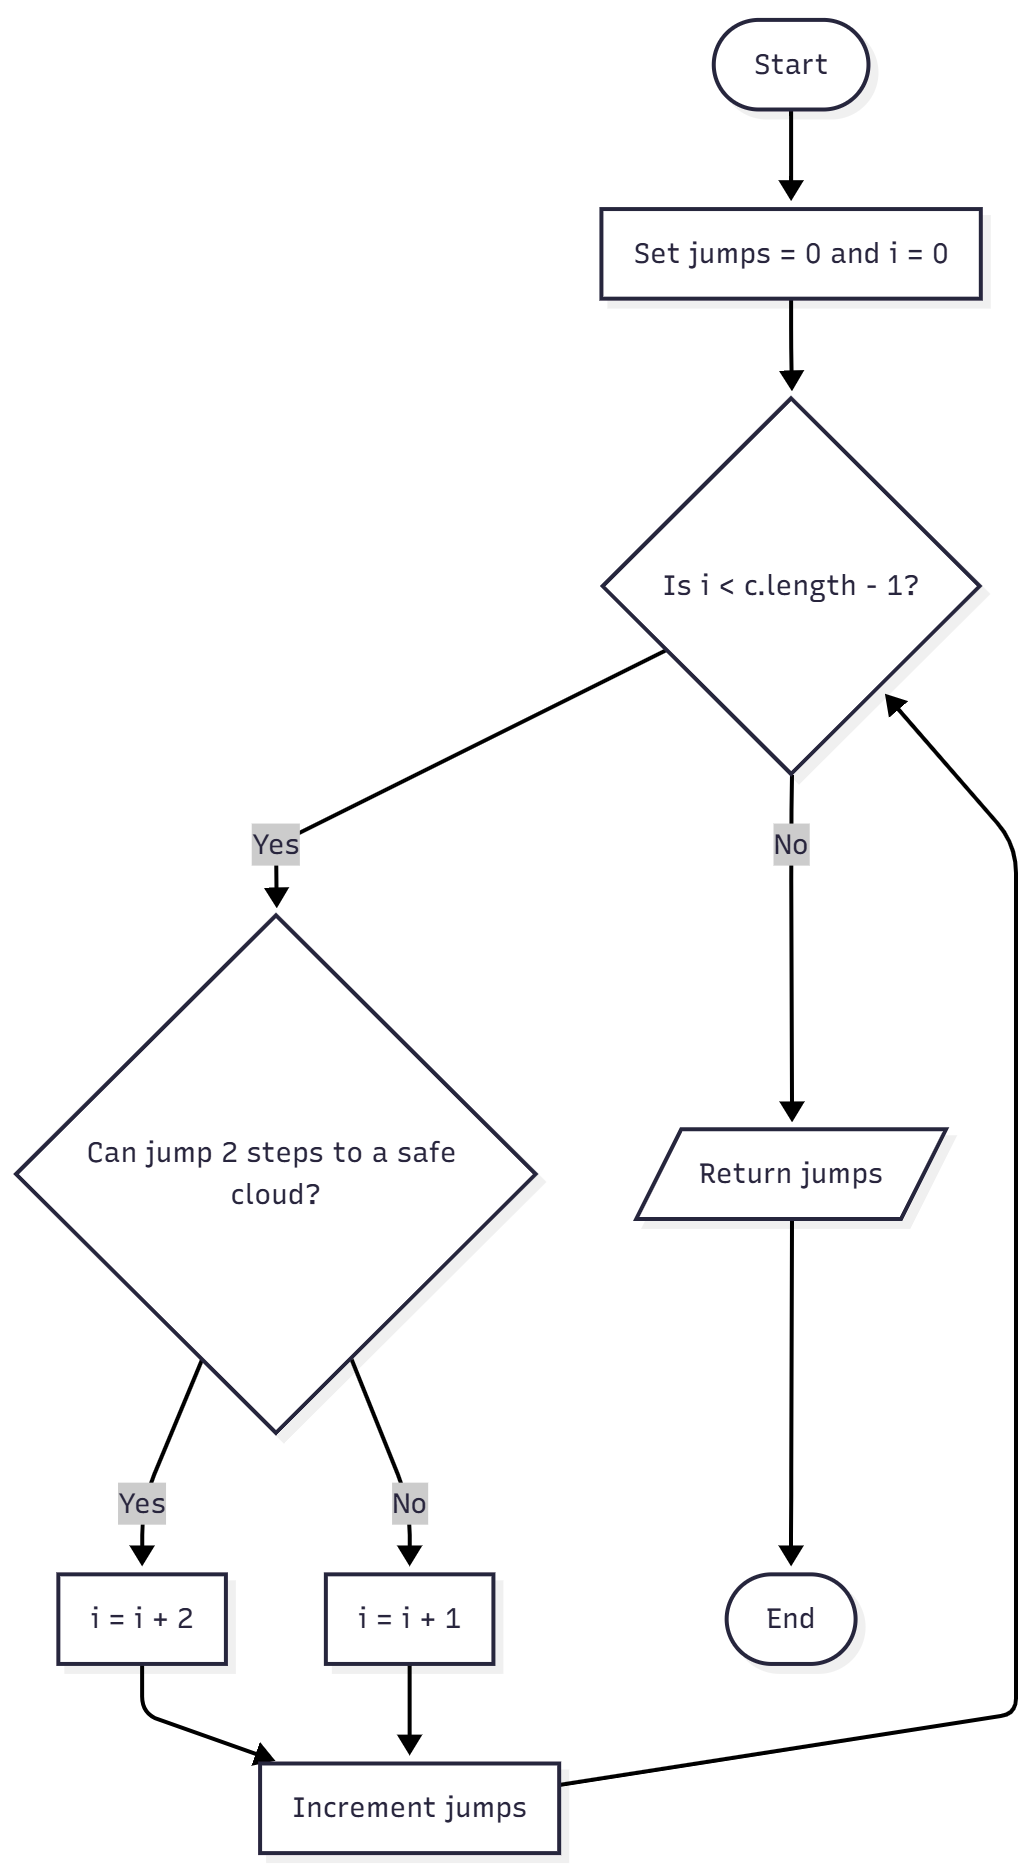 Start
Set jumps = 0 and i = 0
Is i < c.length - 1?
Yes
No
Can jump 2 steps to a safe
cloud?
Return jumps
Yes
No
i = i + 2
i = i + 1
End
Increment jumps